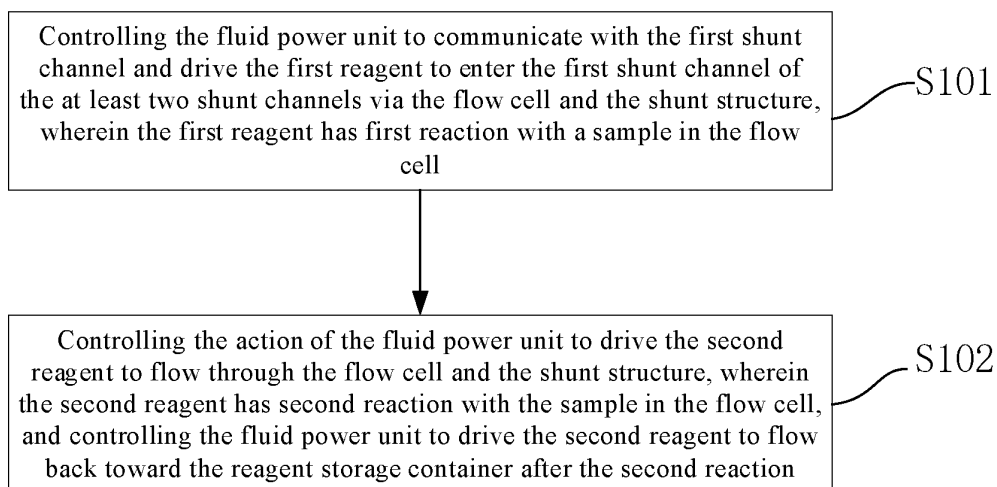 Controlling the fluid power unit to communicate with the first shunt
channel and drive the first reagent to enter the first shunt channel of
the at least two shunt channels via the flow cell and the shunt structure,
wherein the first reagent has first reaction with a sample in the flow
cell
S101
Controlling the action of the fluid power unit to drive the second
reagent to flow through the flow cell and the shunt structure, wherein
the second reagent has second reaction with the sample in the flow cell,
and controlling the fluid power unit to drive the second reagent to flow
back toward the reagent storage container after the second reaction
S102